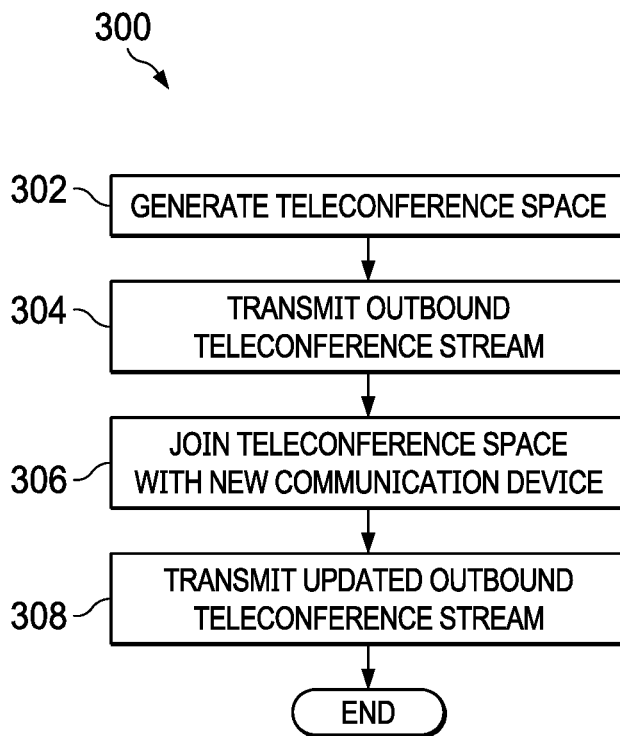 300
302
GENERATE TELECONFERENCE SPACE
304
TRANSMIT OUTBOUND
TELECONFERENCE STREAM
306
JOIN TELECONFERENCE SPACE
WITH NEW COMMUNICATION DEVICE
308
TRANSMIT UPDATED OUTBOUND
TELECONFERENCE STREAM
END